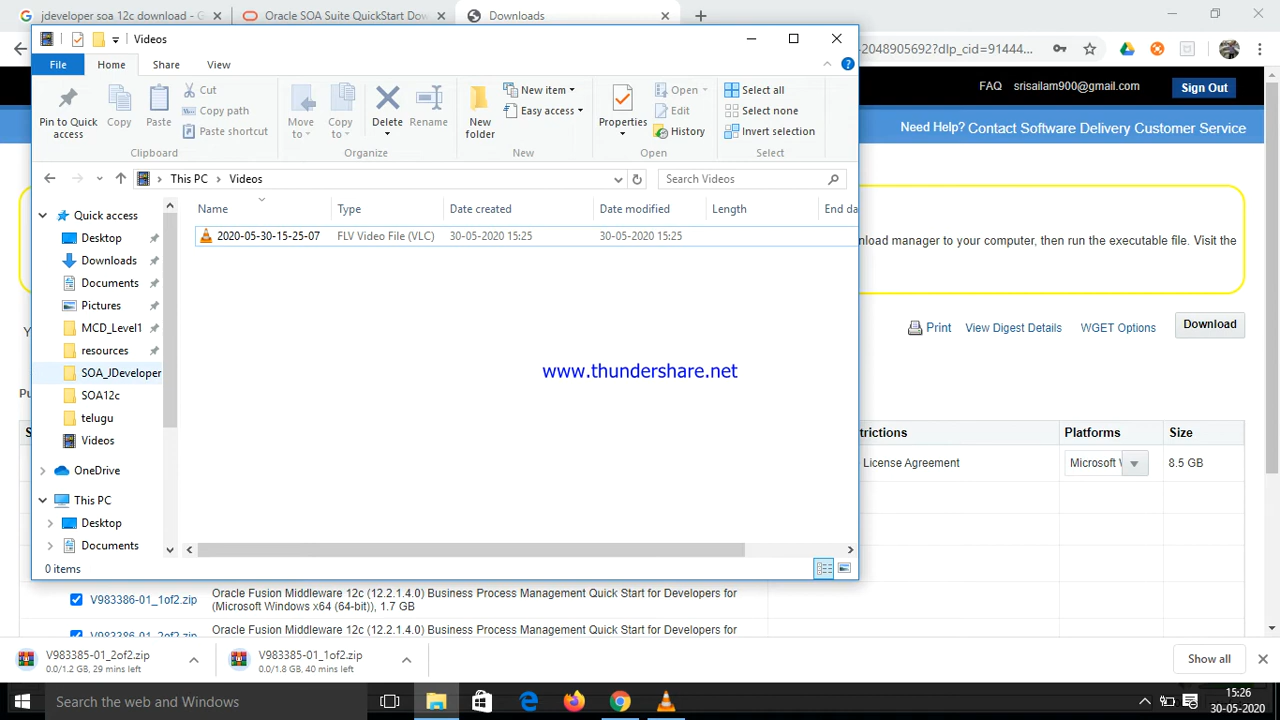 jdeveloper soa 12c download - G
Oracle SOA Suite QuickStart Dow
Downloads
2048905692?dlp_cid=91444...
Videos
File
Home
Share
View
FAQ
srisailam900@gmail.com
Sign Out
Need Help? Contact Software Delivery Customer Service
Pin to Quick access
Copy
Paste
Cut
Copy path
Paste shortcut
Clipboard
Move to
Copy to
Delete
Rename
Organize
New folder
New item
Easy access
New
Properties
Open
Edit
History
Open
Select all
Select none
Invert selection
Select
This PC > Videos
Search Videos
Name
Type
Date created
Date modified
Length
End da
2020-05-30-15-25-07
FLV Video File (VLC)
30-05-2020 15:25
30-05-2020 15:25
Quick access
Desktop
Downloads
Documents
Pictures
MCD_Level1
resources
SOA_JDeveloper
SOA12c
telugu
Videos
OneDrive
This PC
Desktop
Documents
0 items
www.thundershare.net
load manager to your computer, then run the executable file. Visit the
Print
View Digest Details
WGET Options
Download
trictions
Platforms
Size
License Agreement
Microsoft
8.5 GB
V983386-01_1of2.zip
Oracle Fusion Middleware 12c (12.2.1.4.0) Business Process Management Quick Start for Developers for
(Microsoft Windows x64 (64-bit)), 1.7 GB
V983386-01_2of2.zip
Oracle Fusion Middleware 12c (12.2.1.4.0) Business Process Management Quick Start for Developers for
V983385-01_2of2.zip
0.0/1.2 GB, 29 mins left
V983385-01_1of2.zip
0.0/1.8 GB, 40 mins left
Show all
Search the web and Windows
15:26
30-05-2020